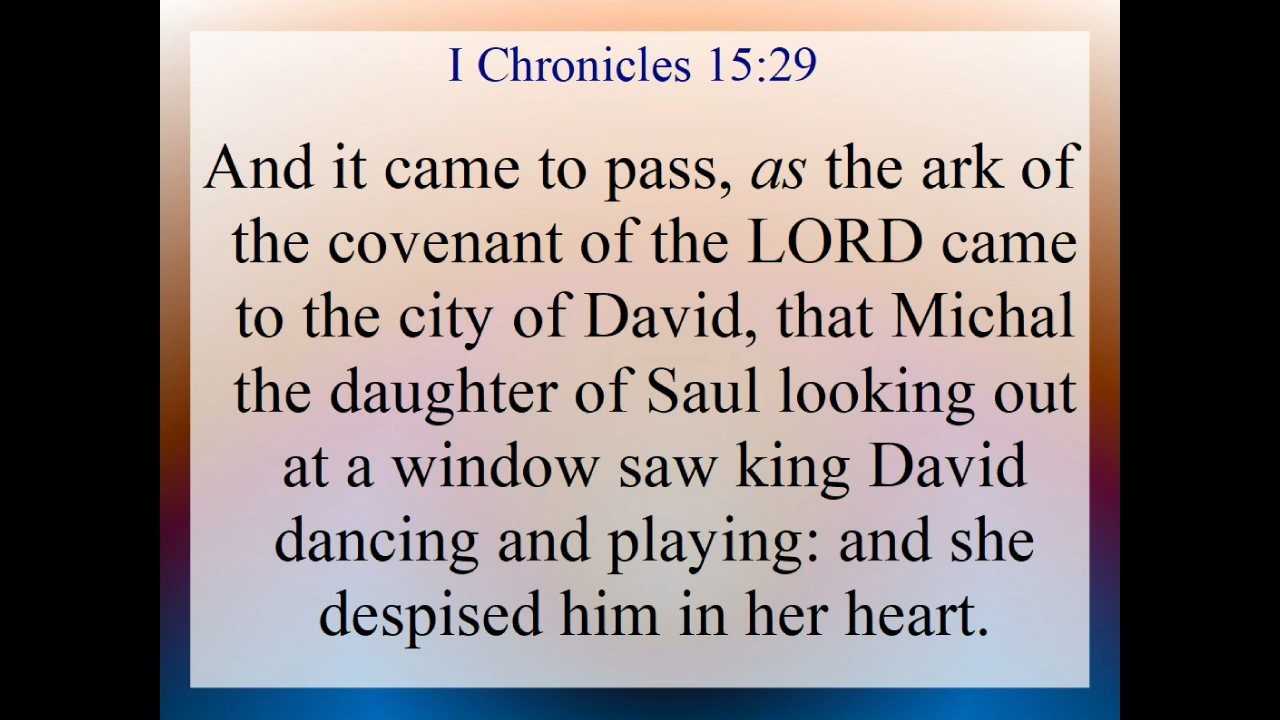 I Chronicles 15:29
And it came to pass, as the ark of
the covenant of the LORD came
to the city of David, that Michal
the daughter of Saul looking out
at a window saw king David
dancing and playing: and she
despised him in her heart.